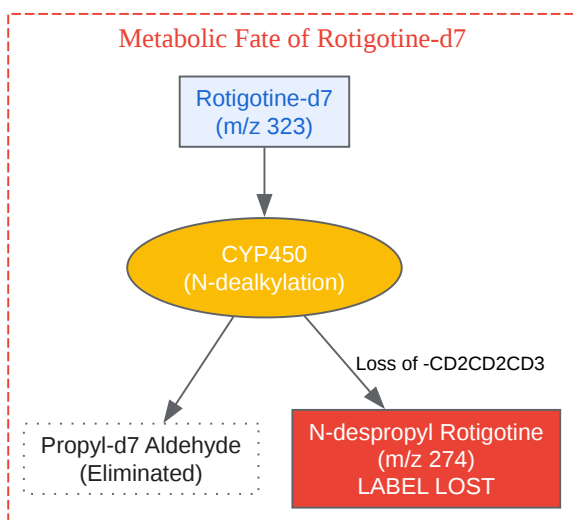 Metabolic Fate of Rotigotine-d7
Rotigotine-d7
(m/z 323)
CYP450
(N-dealkylation)
Loss of -CD2CD2CD3
Propyl-d7 Aldehyde
(Eliminated)
N-despropyl Rotigotine
(m/z 274)
LABEL LOST